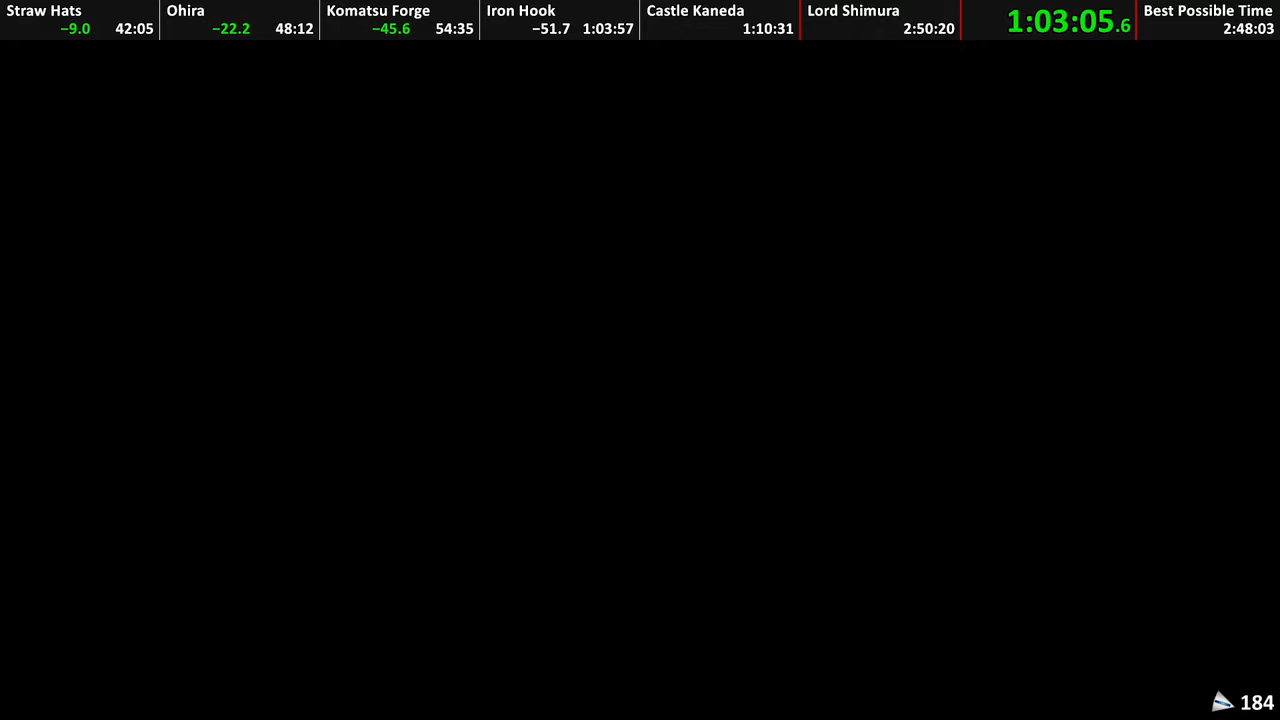 Straw Hats
−9.0 42:05
Ohira
−22.2 48:12
Komatsu Forge
−45.6 54:35
Iron Hook
−51.7 1:03:57
Castle Kaneda
1:10:31
Lord Shimura
2:50:20
1:03:05.6
Best Possible Time
2:48:03
184